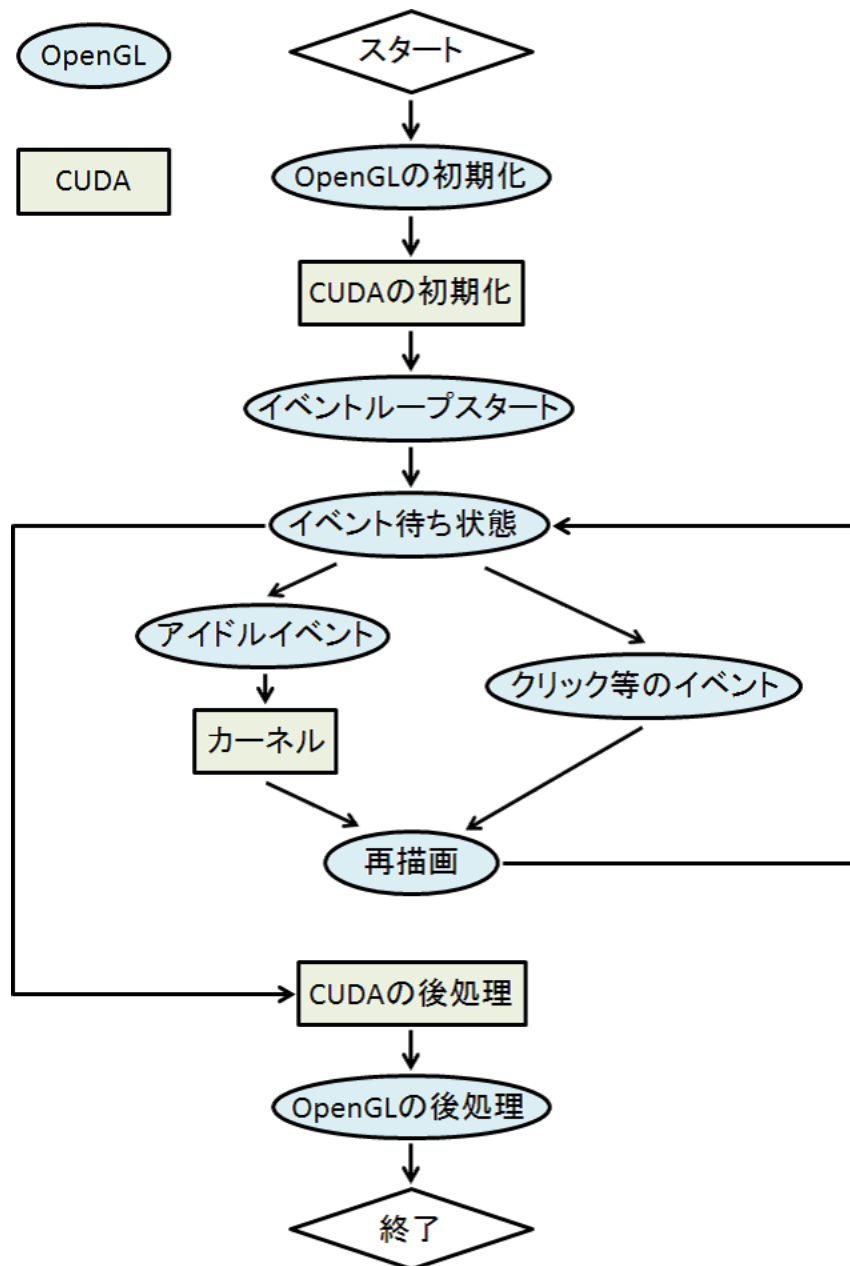 OpenGL
スタート
CUDA
OpenGLの初期化
CUDAの初期化
イベントループスタート
イベント待ち状態
アイドルイベント
クリック等のイベント
カーネル
再描画
CUDAの後処理
OpenGLの後処理
終了